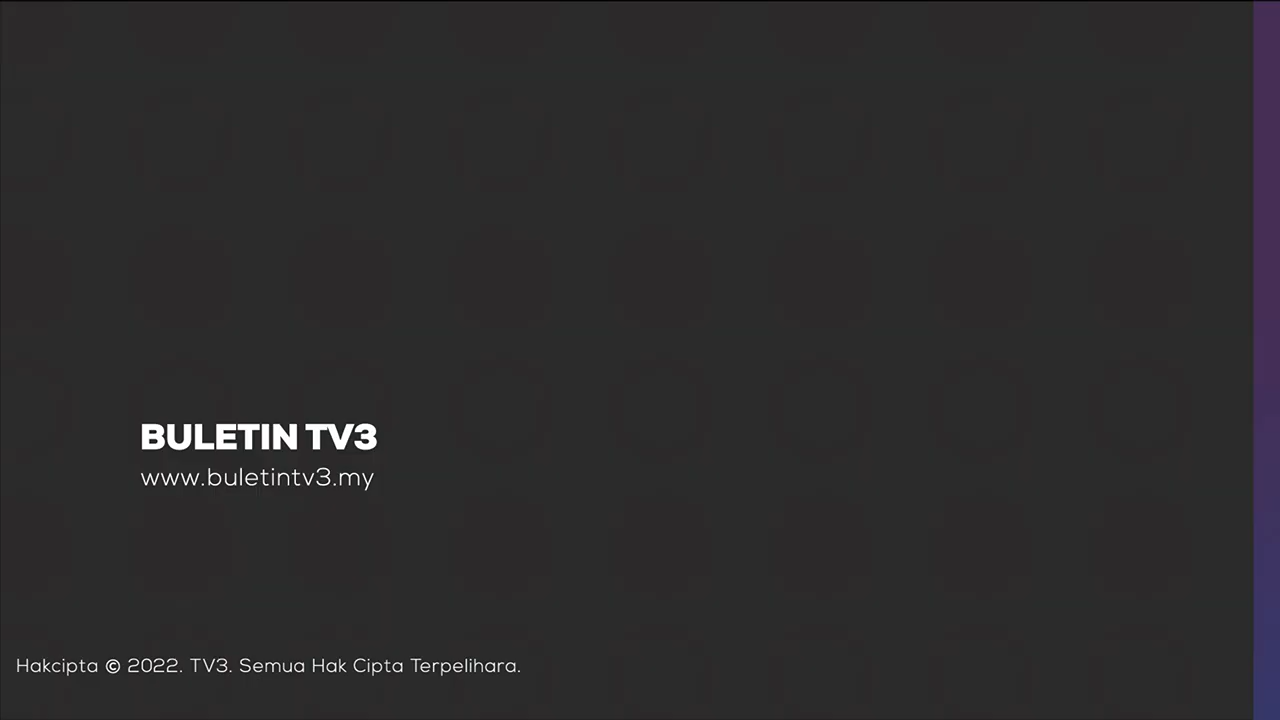 BULETIN TV3
www.buletintv3.my
Hakcipta © 2022. TV3. Semua Hak Cipta Terpelihara.